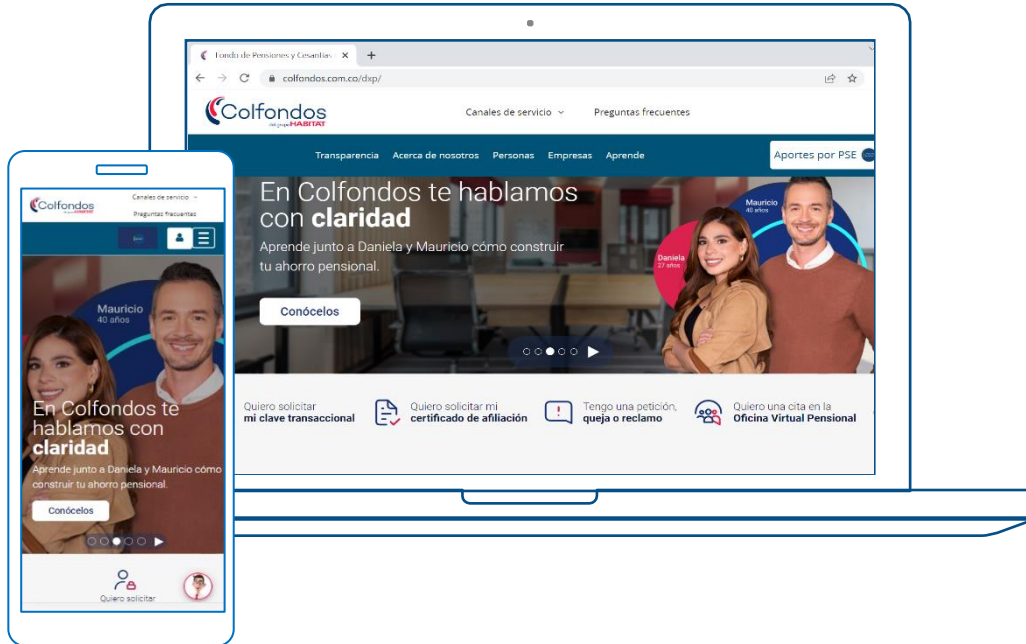 Fondo de Pensiones y Cesantías
colfondos.com.co/dxp/
Colfondos
HABITAT
Canales de servicio
Preguntas frecuentes
Transparencia
Acerca de nosotros
Personas
Empresas
Aprende
Aportes por PSE
En Colfondos te hablamos
con claridad
Aprende junto a Daniela y Mauricio cómo construir
tu ahorro pensional.
Conócelos
Mauricio
40 años
Daniela
27 años
Quiero solicitar
mi clave transaccional
Quiero solicitar mi
certificado de afiliación
Tengo una petición,
queja o reclamo
Quiero una cita en la
Oficina Virtual Pensional
Colfondos
Canales de servicio
Preguntas frecuentes
Mauricio
40 años
En Colfondos te
hablamos con
claridad
Aprende junto a Daniela y Mauricio cómo
construir tu ahorro pensional.
Conócelos
Quiero solicitar